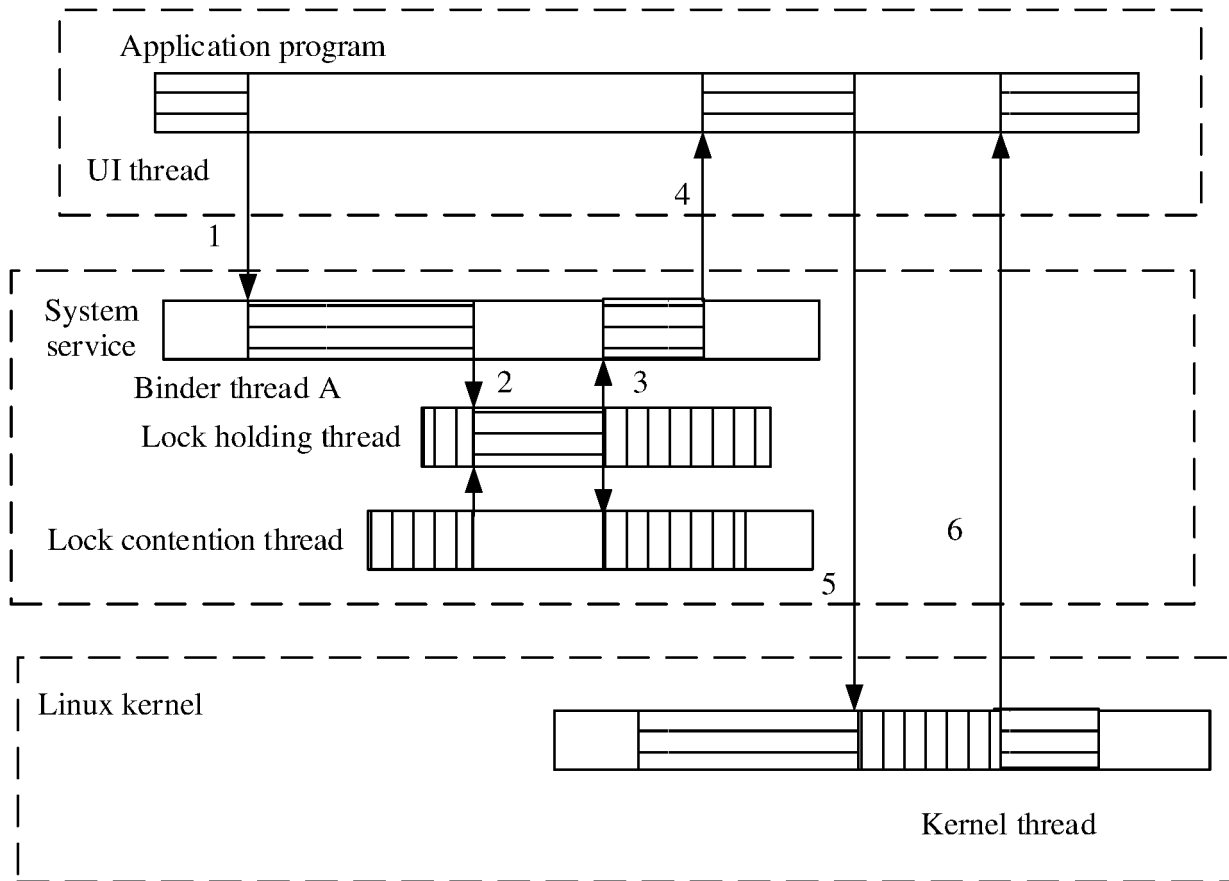 Application program
UI thread
1
4
System
service
Binder thread A
2
3
Lock holding thread
Lock contention thread
5
6
Linux kernel
Kernel thread